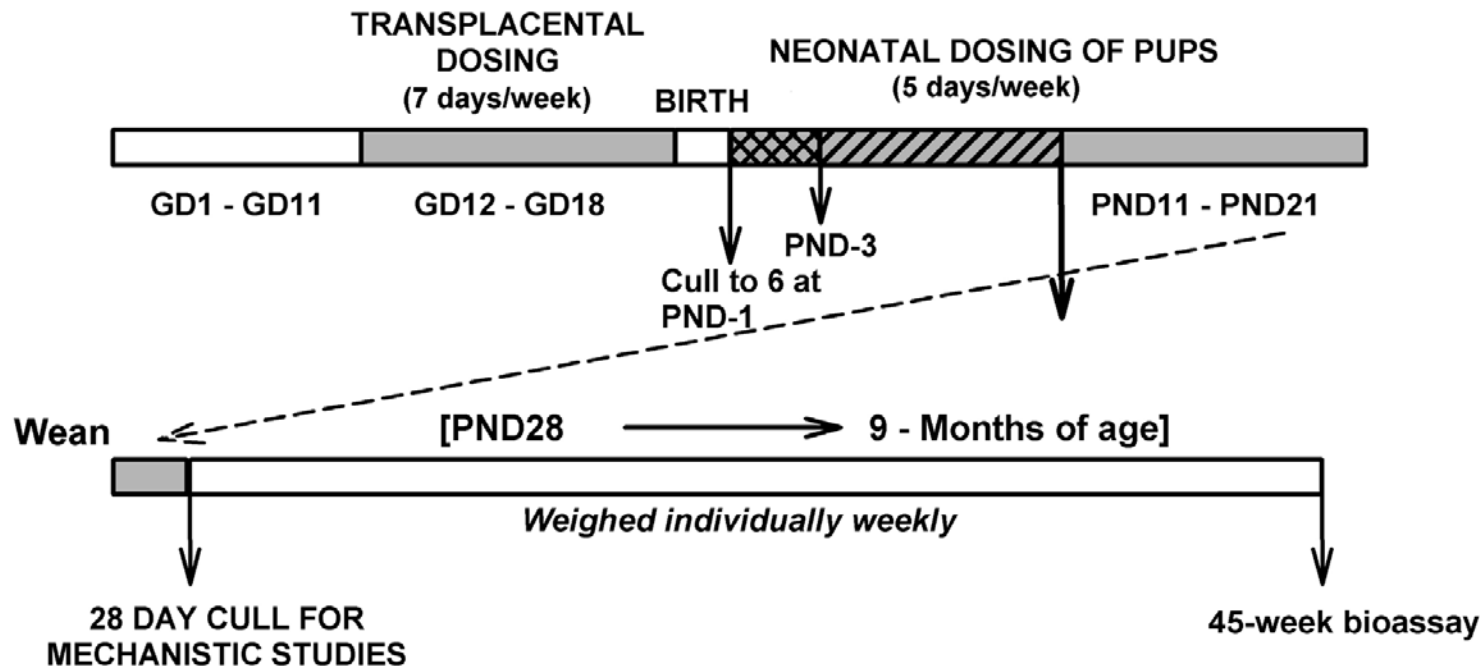 TRANSPLACENTAL
DOSING
(7 days/week)
BIRTH
NEONATAL DOSING OF PUPS
(5 days/week)
GD1 - GD11
GD12 - GD18
PND11 - PND21
PND-3
Cull to 6 at
PND-1
Wean
[PND28
9 - Months of age]
Weighed individually weekly
28 DAY CULL FOR
MECHANISTIC STUDIES
45-week bioassay